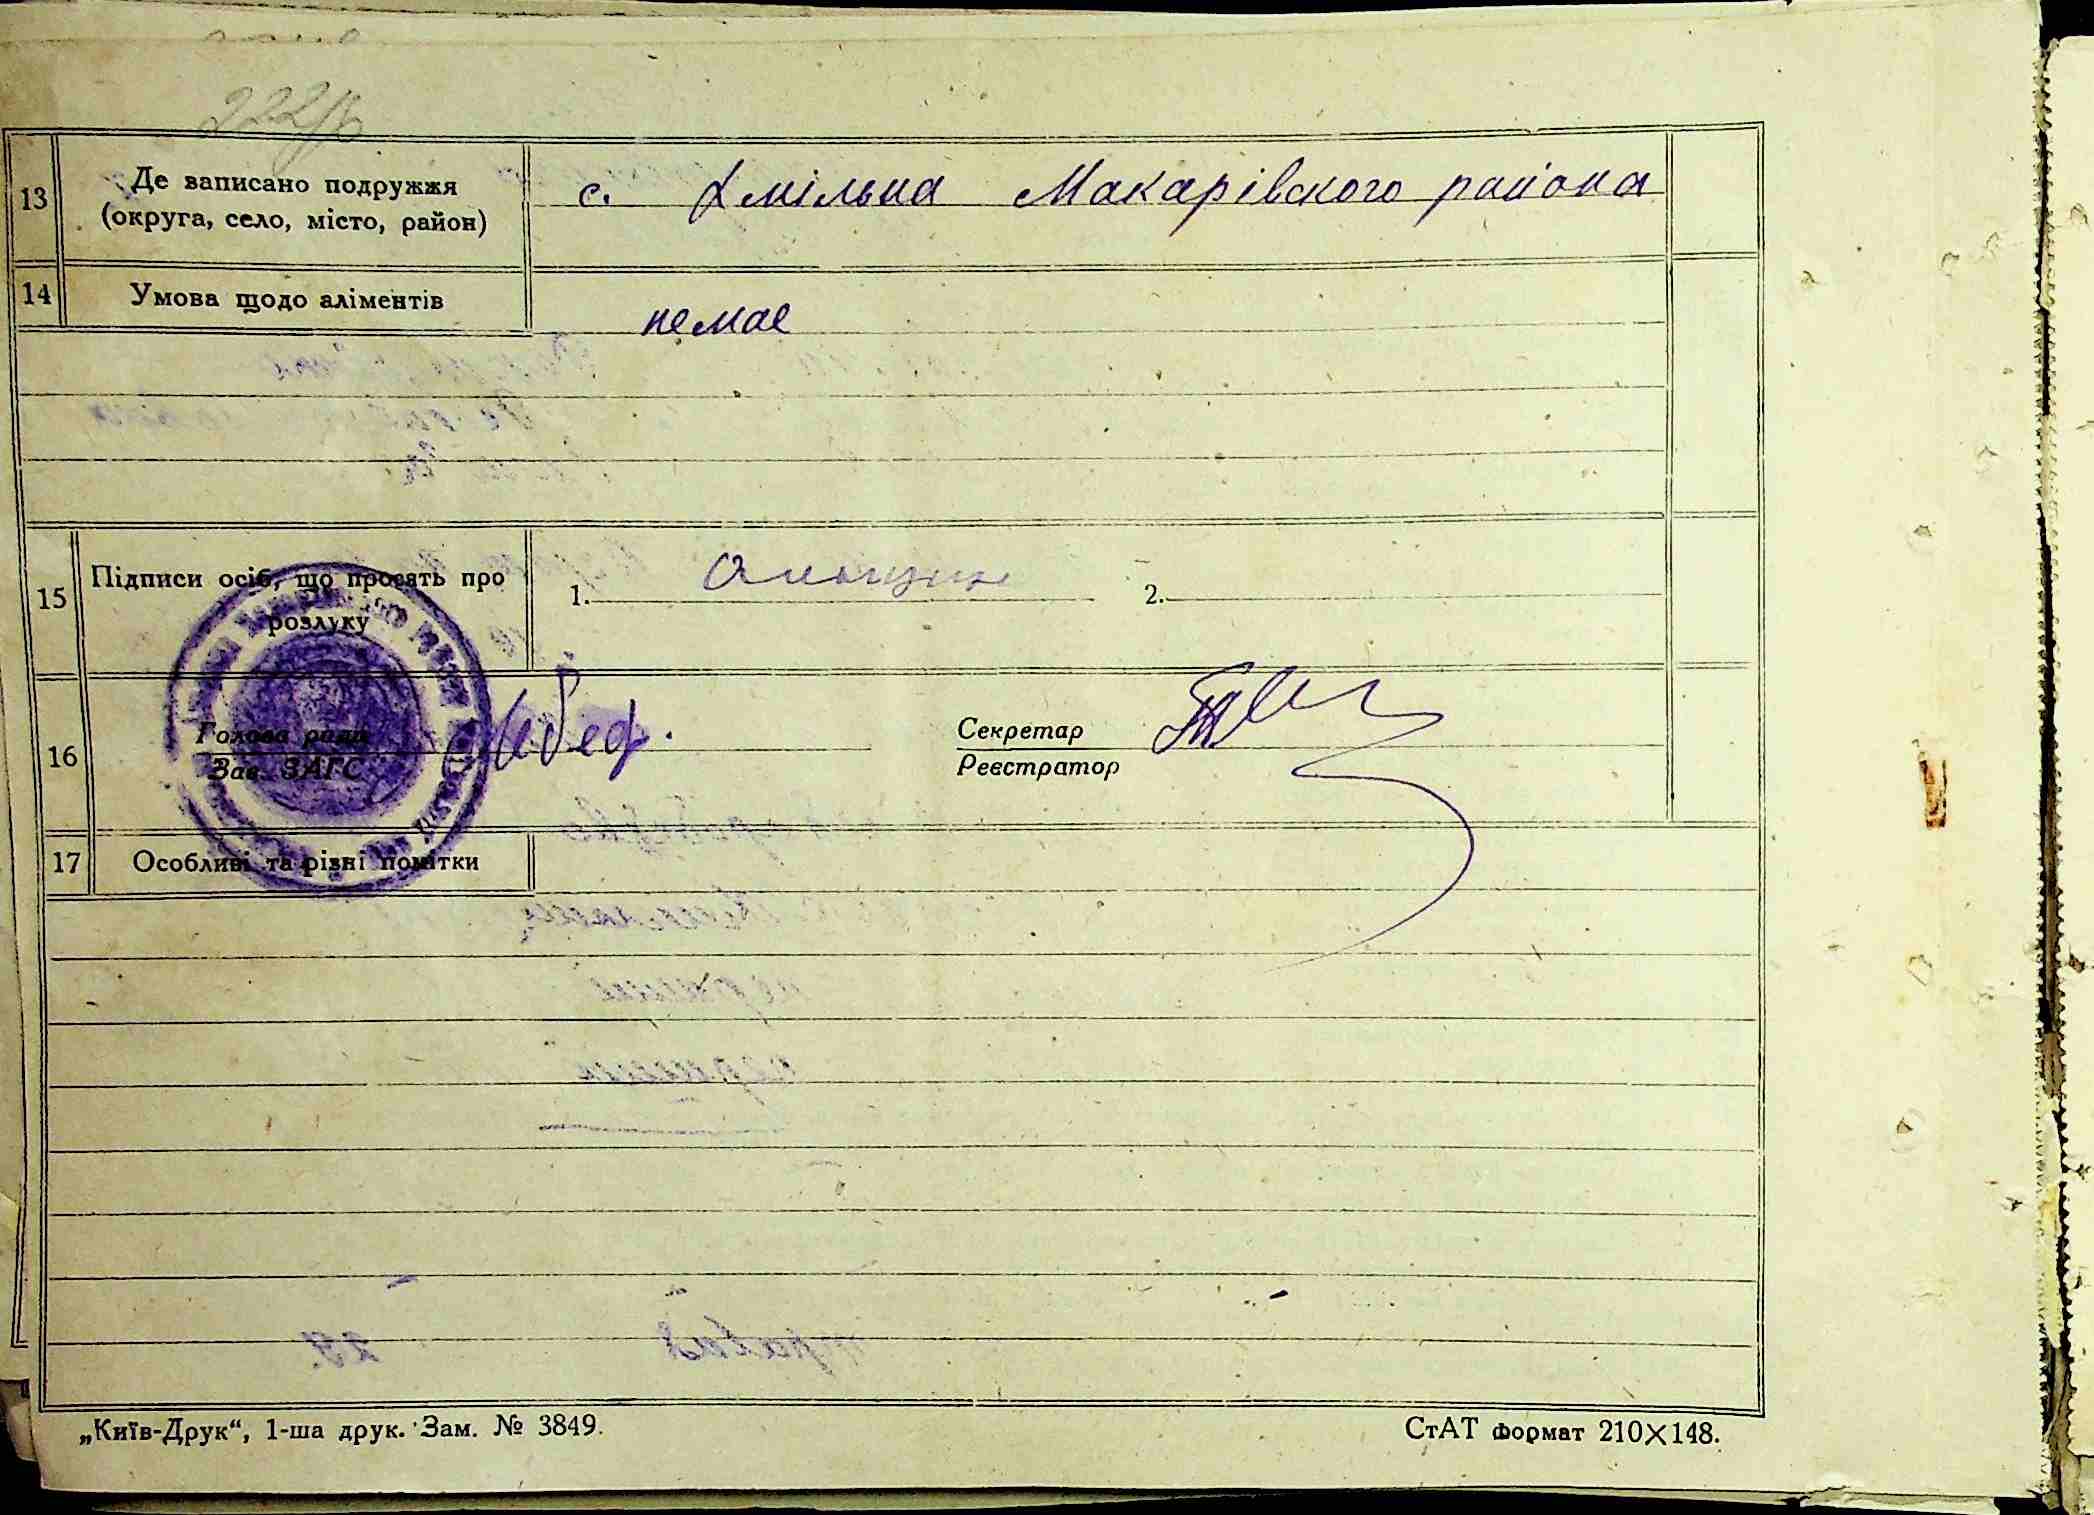 13 Де записано подружжя с. Хмільна Макарівского района
(округа, село, місто, район)
14 Умова щодо аліментів немае
15 Підписи осіб, що просять про 1. 2.
розлуку
16 Голова ради Секретар
Зав. ЗАГС Реєстратор
17 Особливі та різні помітки
„Київ-Друк“, 1-ша друк. Зам. № 3849. СтАТ формат 210×148.